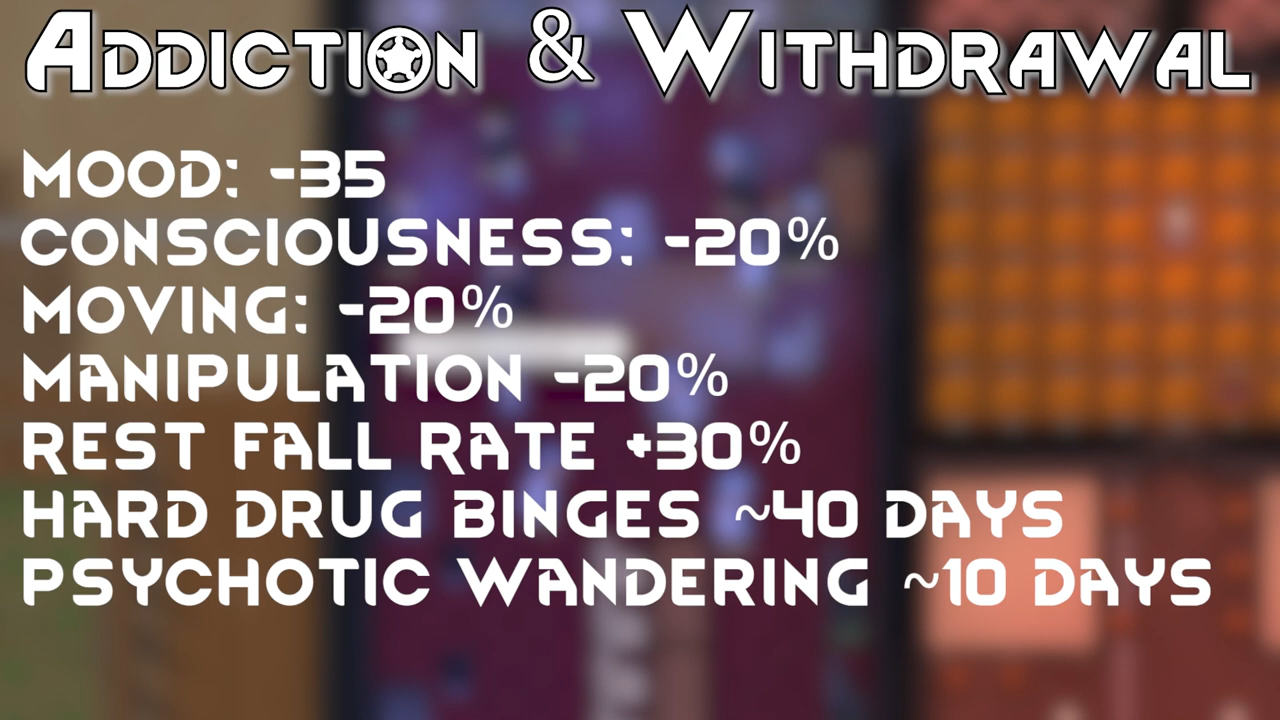 ADDICTION & WITHDRAWAL
MOOD: -35
CONSCIOUSNESS: -20%
MOVING: -20%
MANIPULATION -20%
REST FALL RATE +30%
HARD DRUG BINGES ~40 DAYS
PSYCHOTIC WANDERING ~10 DAYS